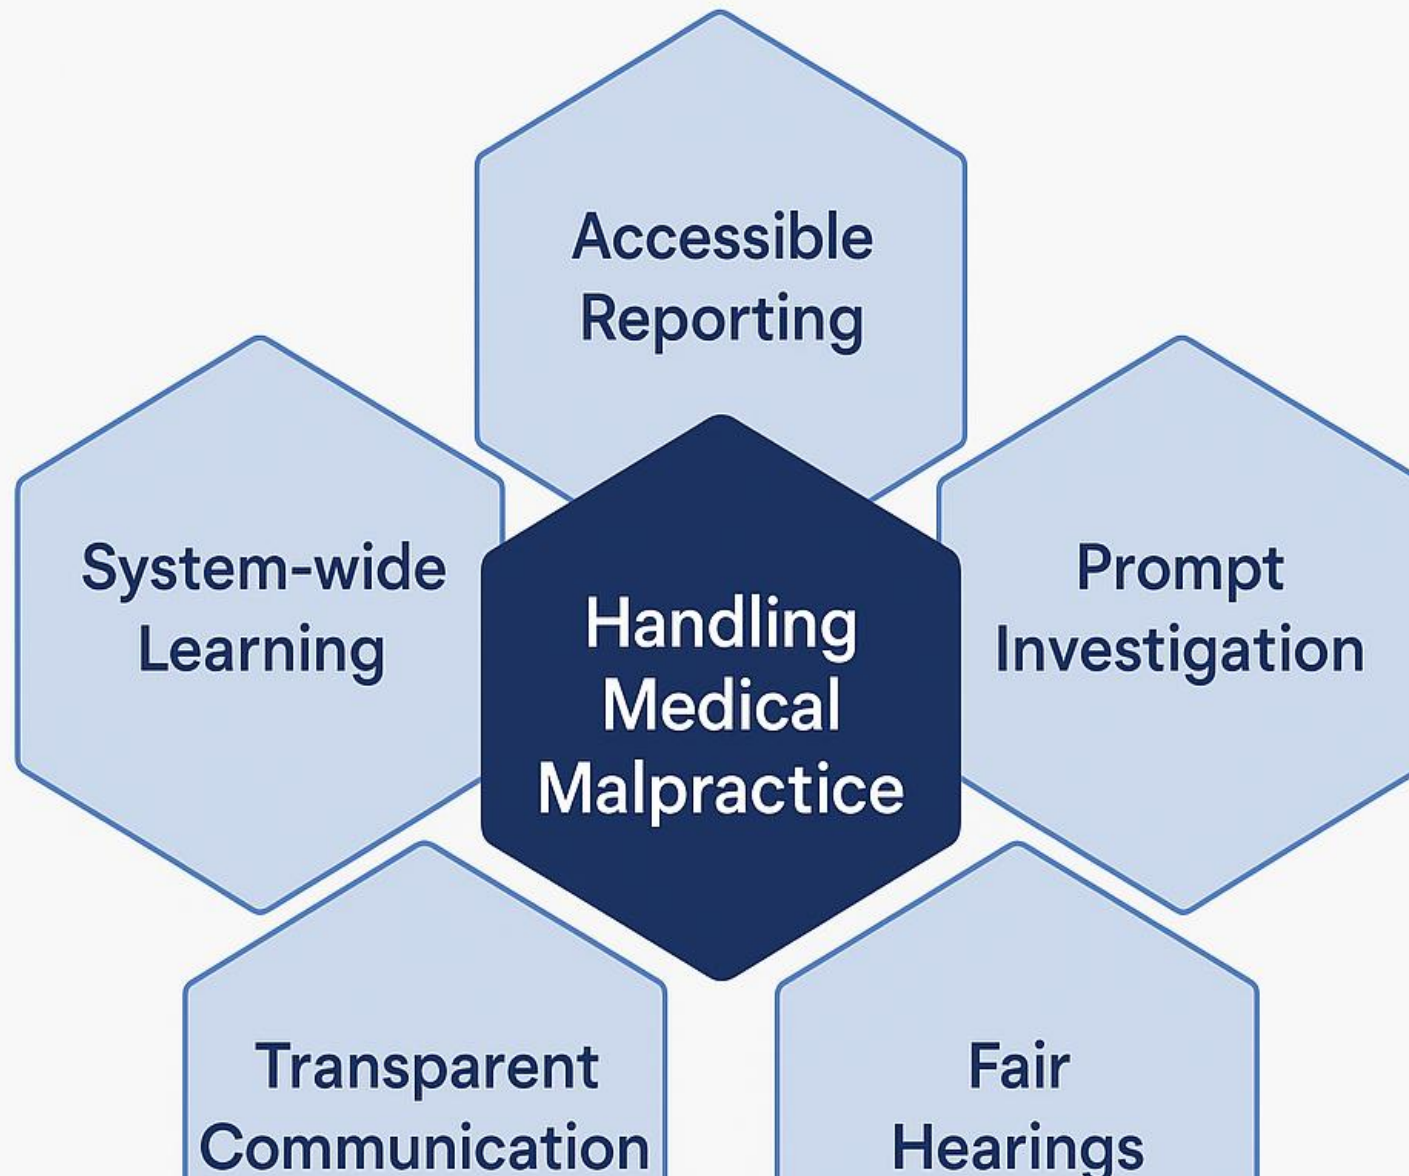 Accessible
Reporting
System-wide
Learning
Handling
Medical
Malpractice
Prompt
Investigation
Transparent
Communication
Fair
Hearings